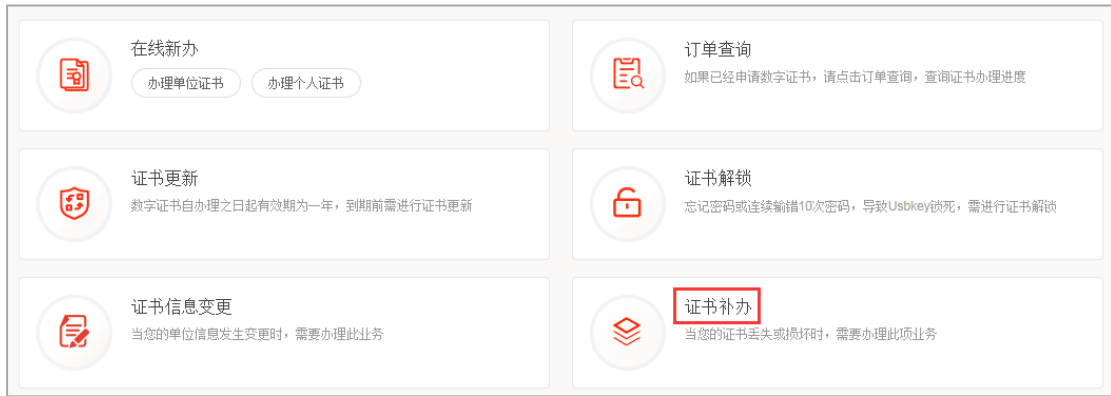 在线新办
办理单位证书 办理个人证书
订单查询
如果已经申请数字证书，请点击订单查询，查询证书办理进度
证书更新
数字证书自办理之日起有效期为一年，到期前需进行证书更新
证书解锁
忘记密码或连续输错10次密码，导致Usbkey锁死，需进行证书解锁
证书信息变更
当您的单位信息发生变更时，需要办理此业务
证书补办
当您的证书丢失或损坏时，需要办理此项业务